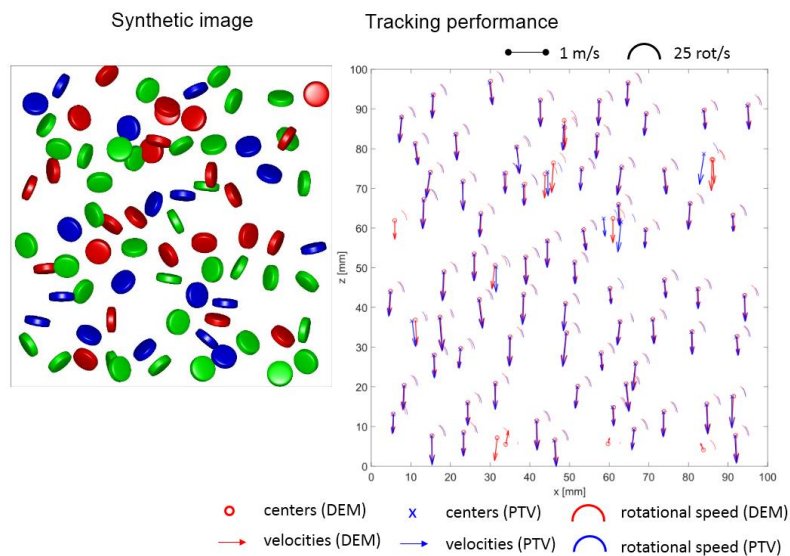 Synthetic image
Tracking performance
1 m/s
25 rot/s
100
90
80
70
60
50
40
30
20
10
0
z [mm]
0 10 20 30 40 50 60 70 80 90 100
x [mm]
centers (DEM)
centers (PTV)
rotational speed (DEM)
velocities (DEM)
velocities (PTV)
rotational speed (PTV)